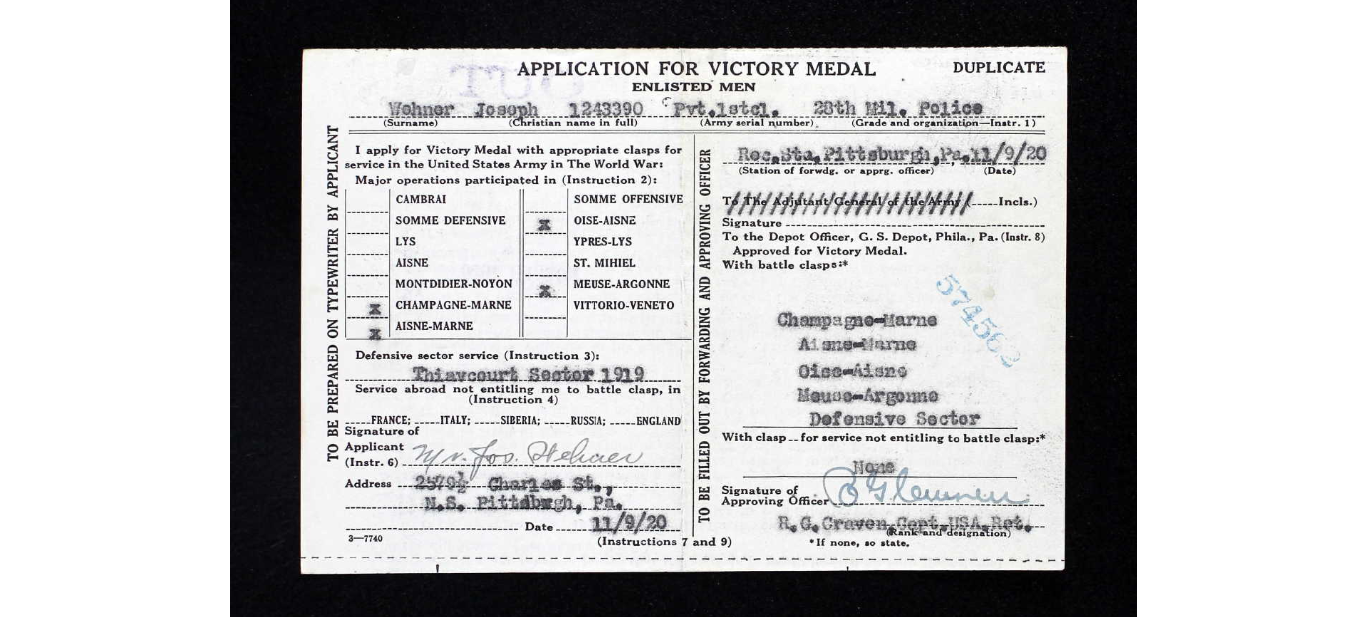 APPLICATION FOR VICTORY MEDAL DUPLICATE
ENLISTED MEN
Wehner Joseph 1243390 Pvt.1stcl. 28th Mil. Police
(Surname) (Christian name in full) (Army serial number) (Grade and organization—Instr. 1)
TO BE PREPARED ON TYPEWRITER BY APPLICANT
I apply for Victory Medal with appropriate clasps for
service in the United States Army in The World War:
Major operations participated in (Instruction 2):
CAMBRAI SOMME OFFENSIVE
SOMME DEFENSIVE X OISE-AISNE
LYS YPRES-LYS
AISNE ST. MIHIEL
MONTDIDIER-NOYON X MEUSE-ARGONNE
X CHAMPAGNE-MARNE VITTORIO-VENETO
X AISNE-MARNE
Defensive sector service (Instruction 3):
Thiavcourt Sector 1919
Service abroad not entitling me to battle clasp, in
(Instruction 4)
FRANCE; ITALY; SIBERIA; RUSSIA; ENGLAND
Signature of
Applicant Mr. Jos. Wehner
(Instr. 6)
Address 2579½ Charles St.,
N.S. Pittsburgh, Pa.
Date 11/9/20
3—7740 (Instructions 7 and 9)
TO BE FILLED OUT BY FORWARDING AND APPROVING OFFICER
Rec.Sta.Pittsburgh,Pa.11/9/20
(Station of forwdg. or apprg. officer) (Date)
To The Adjutant General of the Army (Incls.)
Signature
To the Depot Officer, G. S. Depot, Phila., Pa. (Instr. 8)
Approved for Victory Medal.
With battle clasps:*
Champagne-Marne
Aisne-Marne
Oise-Aisne
Meuse-Argonne
Defensive Sector
With clasp for service not entitling to battle clasp:*
None
Signature of
Approving Officer
R.G.Craven,Capt.USA.Ret.
(Rank and designation)
*If none, so state.